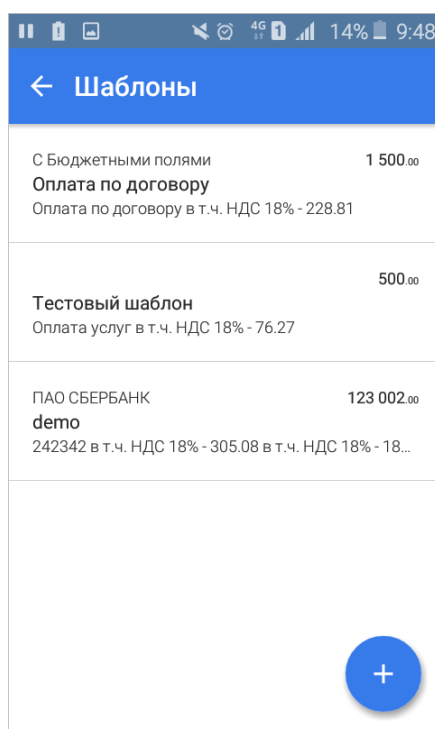 4G 1 14% 9:48
Шаблоны
С Бюджетными полями 1 500.00
Оплата по договору
Оплата по договору в т.ч. НДС 18% - 228.81
500.00
Тестовый шаблон
Оплата услуг в т.ч. НДС 18% - 76.27
ПАО СБЕРБАНК 123 002.00
demo
242342 в т.ч. НДС 18% - 305.08 в т.ч. НДС 18% - 18...